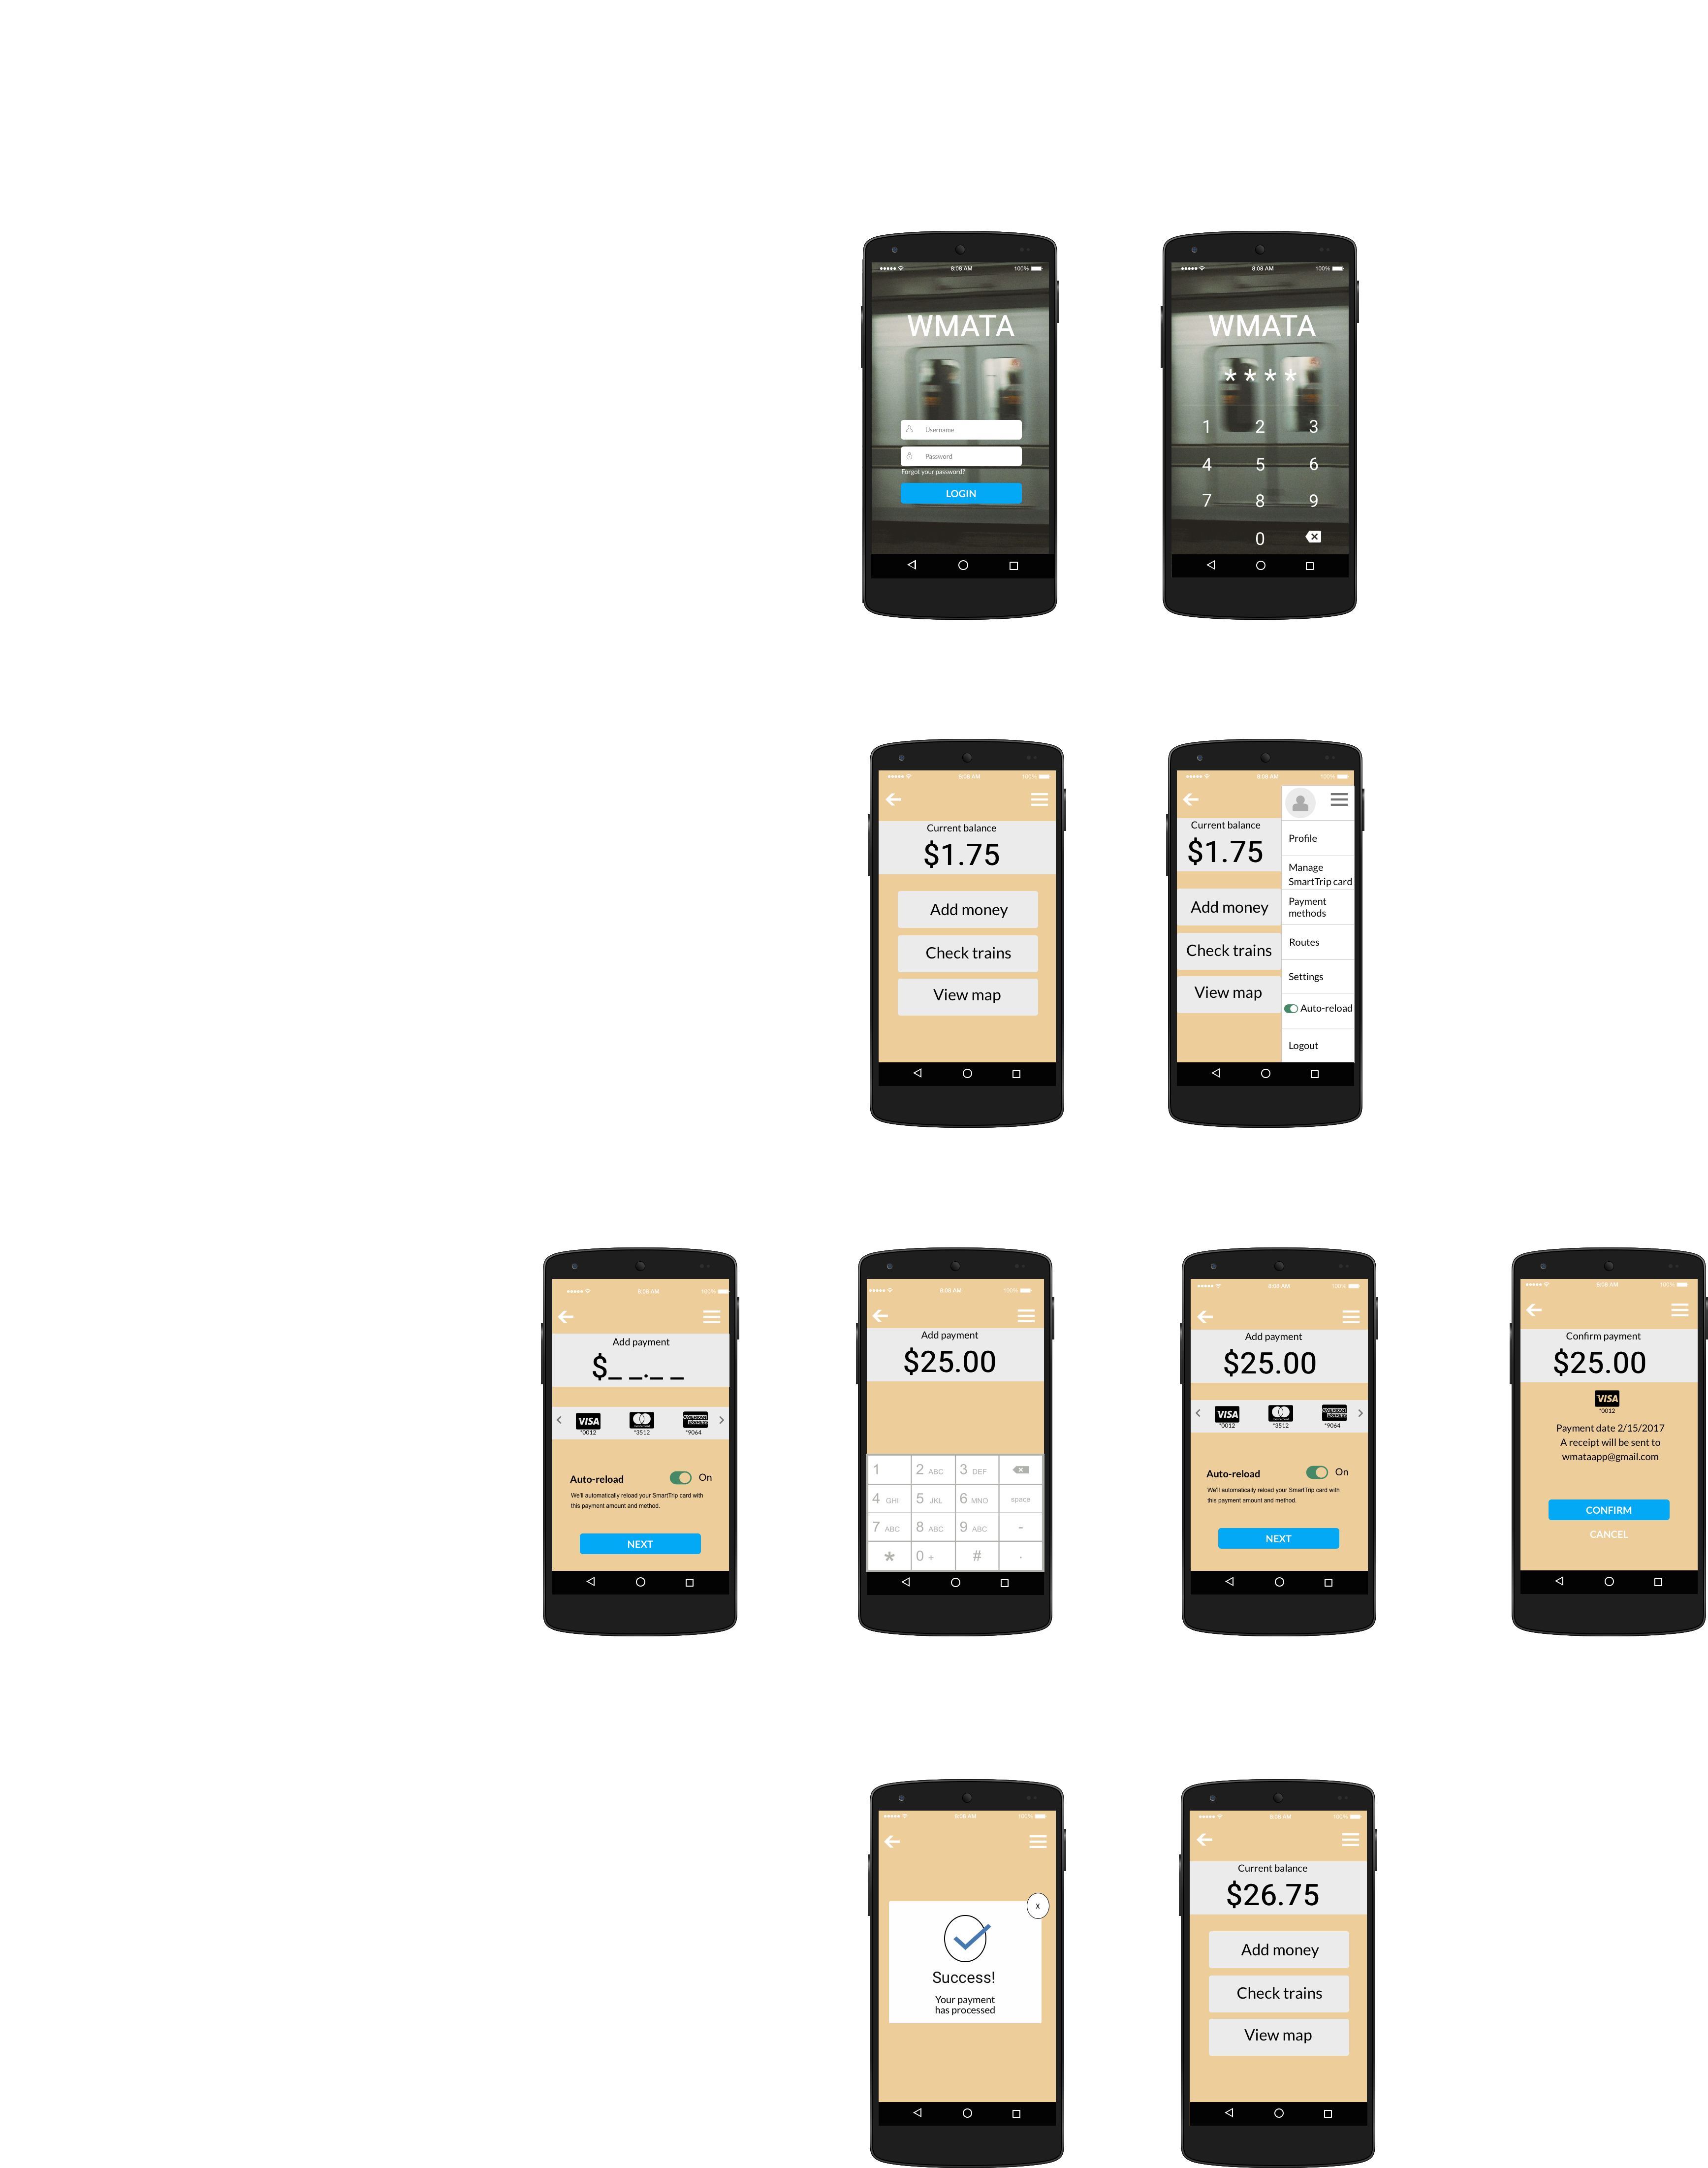 8:08 AM 100%
WMATA
Username
Password
Forgot your password?
LOGIN
8:08 AM 100%
WMATA
* * * *
1 2 3
4 5 6
7 8 9
0
8:08 AM 100%
Current balance
$1.75
Add money
Check trains
View map
8:08 AM 100%
Current balance
$1.75
Add money
Check trains
View map
Profile
Manage
SmartTrip card
Payment
methods
Routes
Settings
Auto-reload
Logout
8:08 AM 100%
Add payment
$_ _._ _
VISA AMERICAN EXPRESS
*0012 *3512 *9064
Auto-reload On
We'll automatically reload your SmartTrip card with
this payment amount and method.
NEXT
8:08 AM 100%
Add payment
$25.00
1 2 ABC 3 DEF
4 GHI 5 JKL 6 MNO space
7 ABC 8 ABC 9 ABC -
* 0 + # .
8:08 AM 100%
Add payment
$25.00
VISA AMERICAN EXPRESS
*0012 *3512 *9064
Auto-reload On
We'll automatically reload your SmartTrip card with
this payment amount and method.
NEXT
8:08 AM 100%
Confirm payment
$25.00
VISA
*0012
Payment date 2/15/2017
A receipt will be sent to
wmataapp@gmail.com
CONFIRM
CANCEL
8:08 AM 100%
x
Success!
Your payment
has processed
8:08 AM 100%
Current balance
$26.75
Add money
Check trains
View map